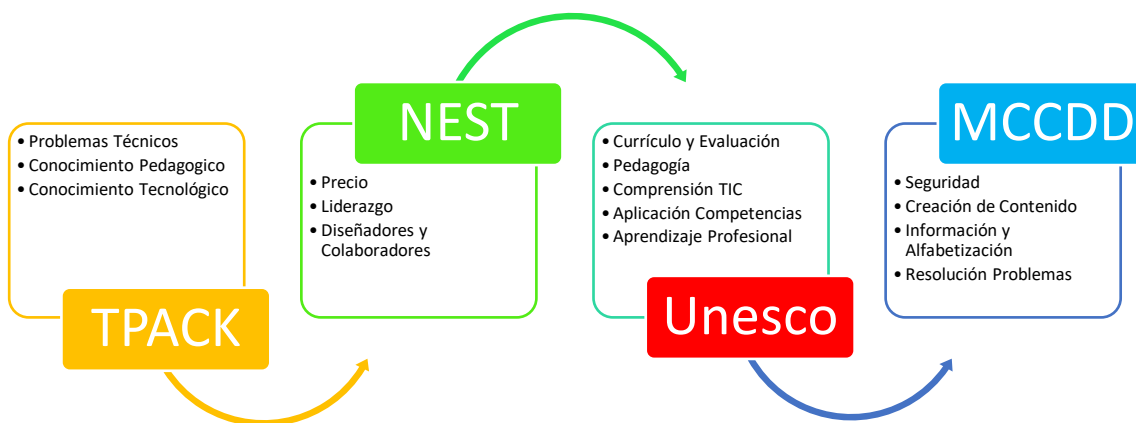 • Problemas Técnicos
• Conocimiento Pedagogico
• Conocimiento Tecnológico
TPACK
NEST
• Precio
• Liderazgo
• Diseñadores y
Colaboradores
• Currículo y Evaluación
• Pedagogía
• Comprensión TIC
• Aplicación Competencias
• Aprendizaje Profesional
Unesco
MCCDD
• Seguridad
• Creación de Contenido
• Información y
Alfabetización
• Resolución Problemas